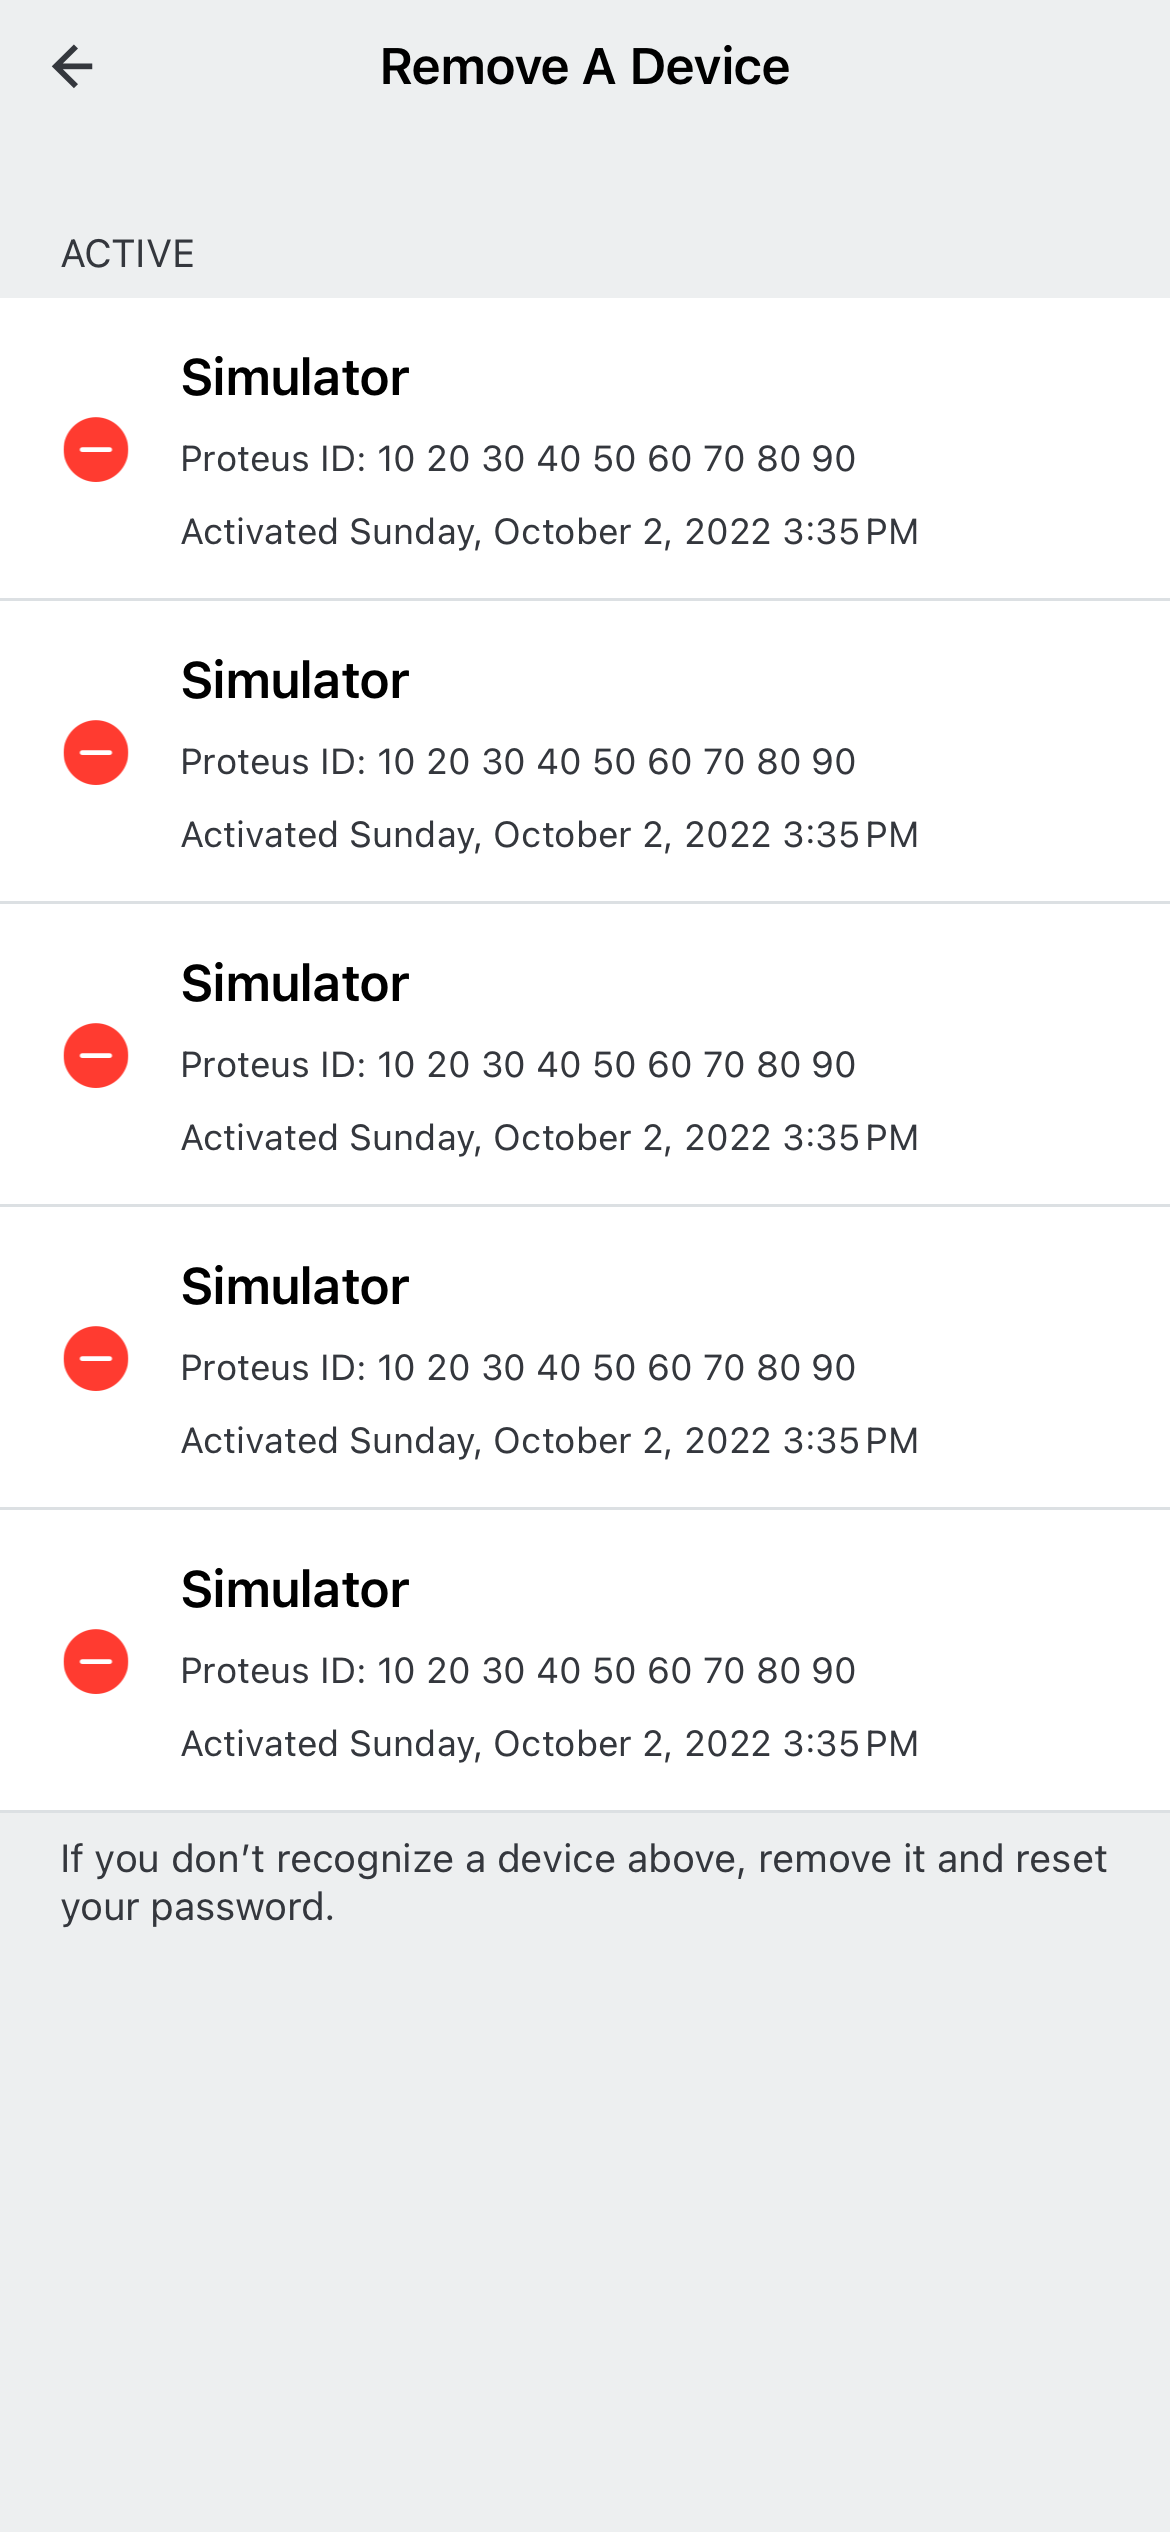 Remove A Device
ACTIVE
Simulator
Proteus ID: 10 20 30 40 50 60 70 80 90
Activated Sunday, October 2, 2022 3:35 PM
Simulator
Proteus ID: 10 20 30 40 50 60 70 80 90
Activated Sunday, October 2, 2022 3:35 PM
Simulator
Proteus ID: 10 20 30 40 50 60 70 80 90
Activated Sunday, October 2, 2022 3:35 PM
Simulator
Proteus ID: 10 20 30 40 50 60 70 80 90
Activated Sunday, October 2, 2022 3:35 PM
Simulator
Proteus ID: 10 20 30 40 50 60 70 80 90
Activated Sunday, October 2, 2022 3:35 PM
If you don’t recognize a device above, remove it and reset
your password.